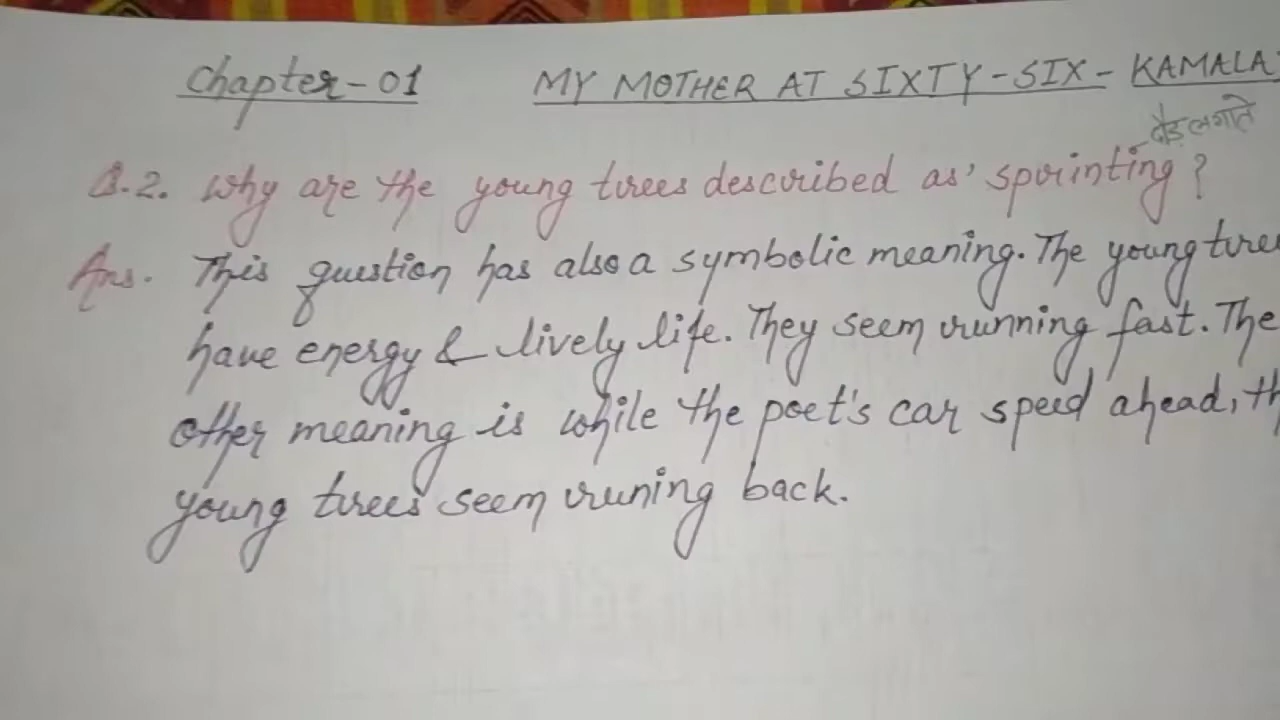 Chapter-01 MY MOTHER AT SIXTY-SIX- KAMALA
दौड़ लगाते
Q.2. Why are the young trees described as 'sprinting?
Ans. This question has also a symbolic meaning. The young trees
have energy & lively life. They seem running fast. The
other meaning is while the poet's car speed ahead, th
young trees seem runing back.